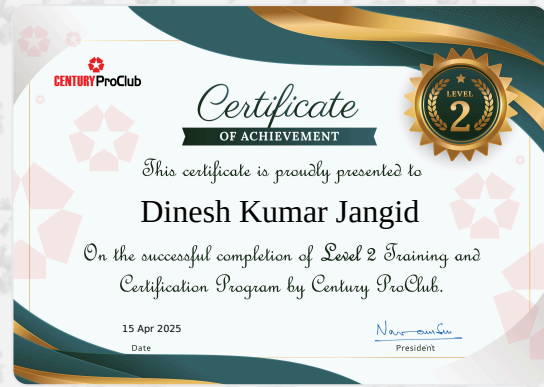 CENTURY ProClub
LEVEL
2
Certificate
OF ACHIEVEMENT
This certificate is proudly presented to
Dinesh Kumar Jangid
On the successful completion of Level 2 Training and
Certification Program by Century ProClub.
15 Apr 2025
Date
President